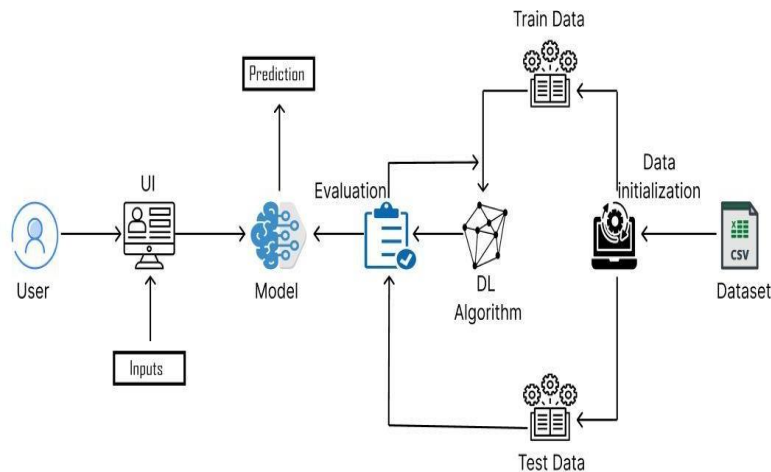 Train Data
Prediction
UI
Evaluation
Data
initialization
User
Model
DL
Algorithm
CSV
Dataset
Inputs
Test Data